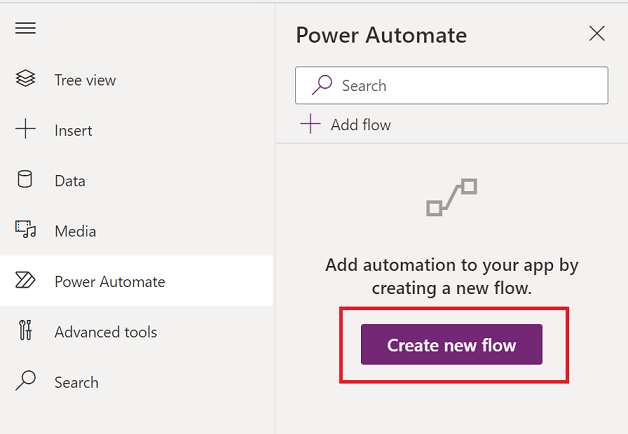 Tree view
Insert
Data
Media
Power Automate
Advanced tools
Search
Power Automate
Search
Add flow
Add automation to your app by
creating a new flow.
Create new flow